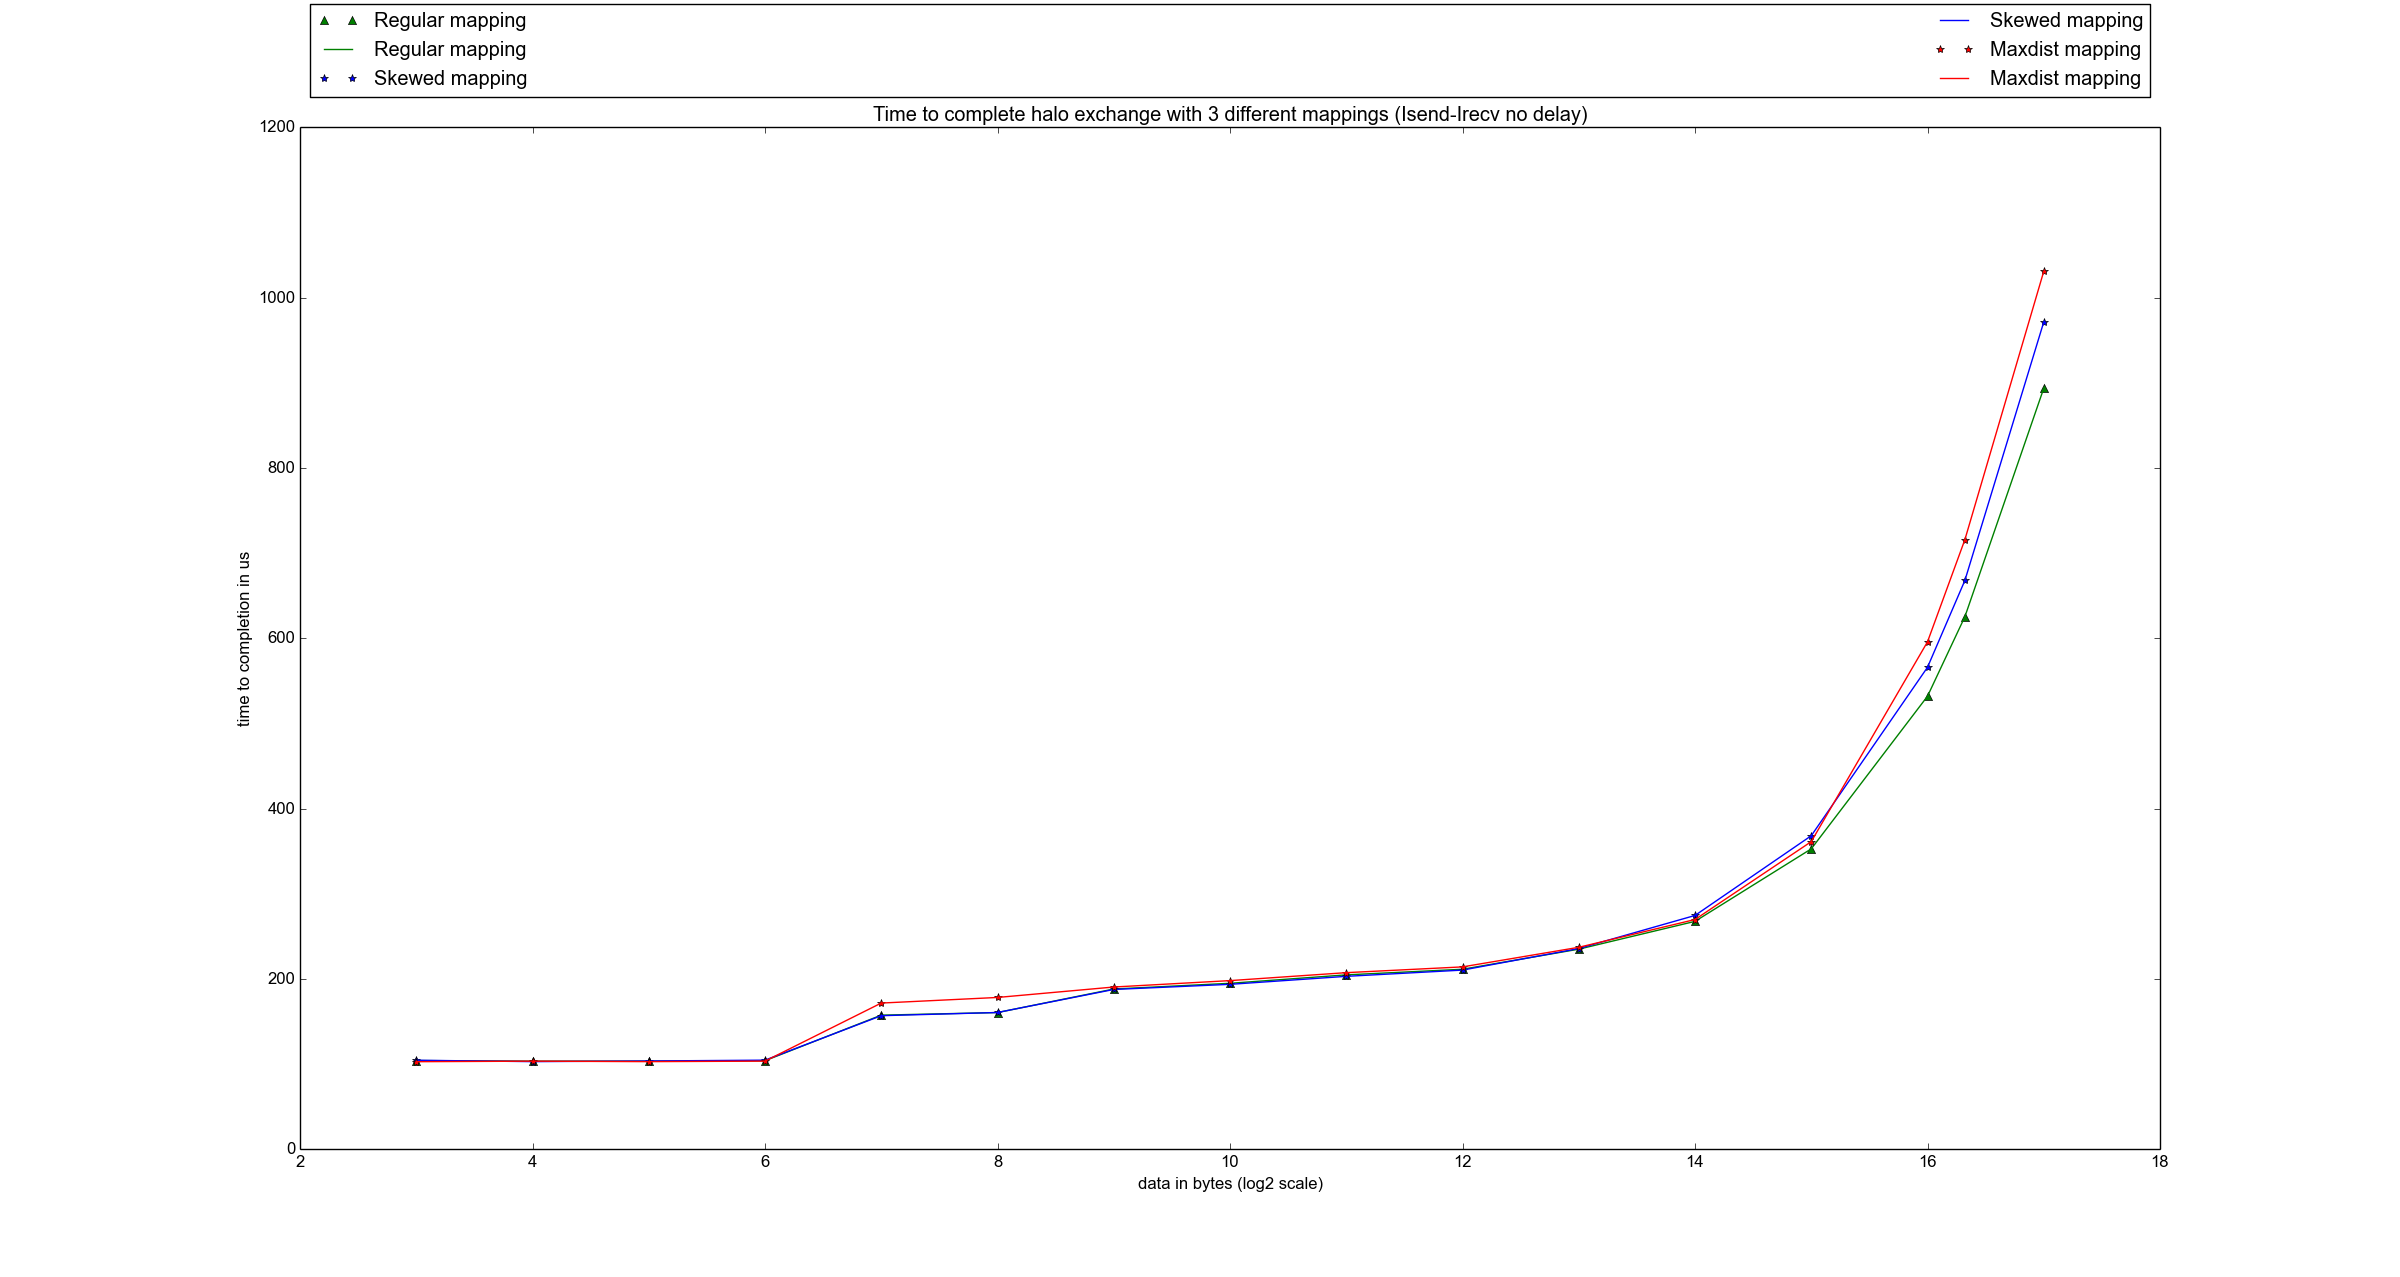 Regular mapping
Regular mapping
Skewed mapping
Skewed mapping
Maxdist mapping
Maxdist mapping
Time to complete halo exchange with 3 different mappings (Isend-Irecv no delay)
1200
1000
800
600
400
200
0
time to completion in us
2 4 6 8 10 12 14 16 18
data in bytes (log2 scale)